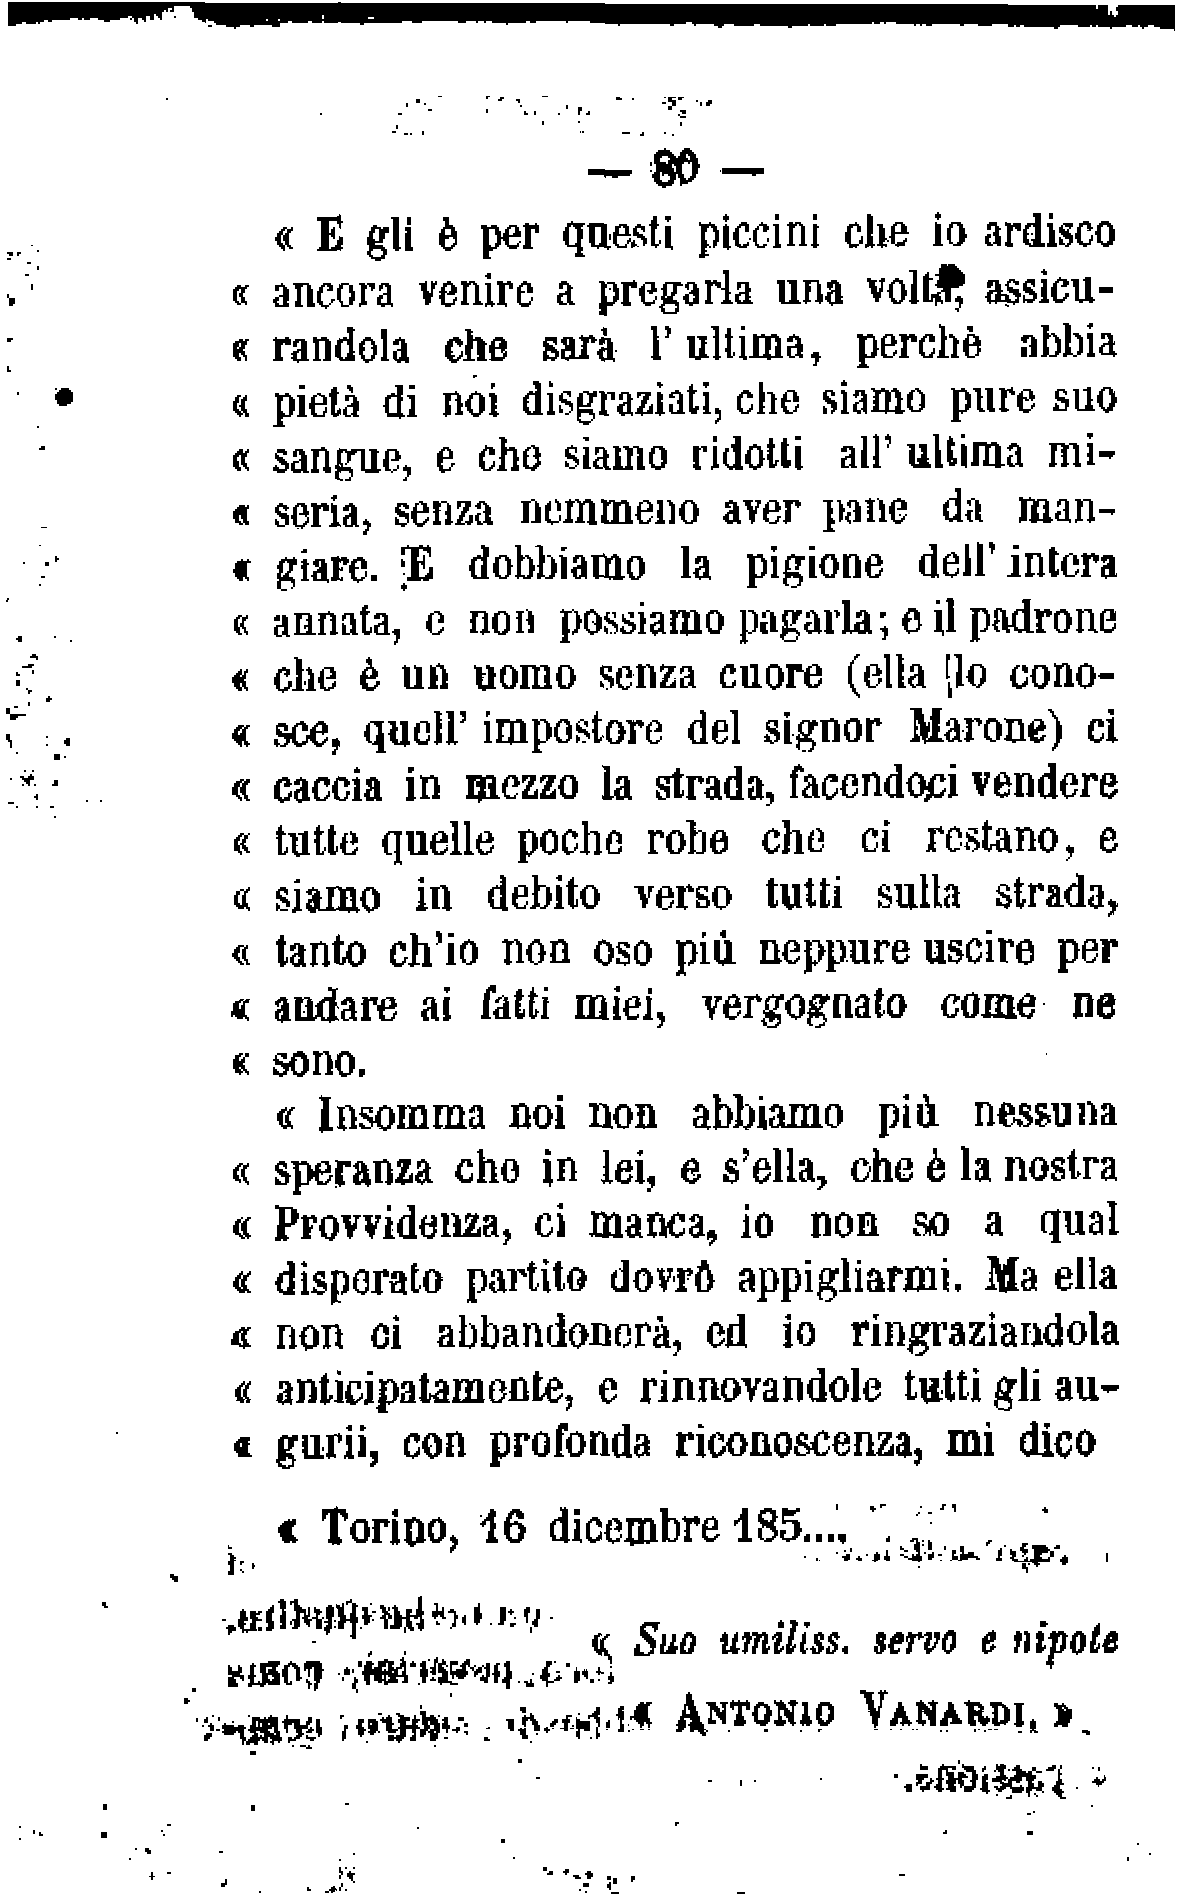 — 80 —
« E gli è per questi piccini che io ardisco
« ancora venire a pregarla una volta, assicu-
« randola che sarà l' ultima, perchè abbia
« pietà di noi disgraziati, che siamo pure suo
« sangue, e che siamo ridotti all' ultima mi-
« seria, senza nemmeno aver pane da man-
« giare. E dobbiamo la pigione dell' intera
« annata, e non possiamo pagarla; e il padrone
« che è un uomo senza cuore (ella lo cono-
« sce, quell' impostore del signor Marone) ci
« caccia in mezzo la strada, facendoci vendere
« tutte quelle poche robe che ci restano, e
« siamo in debito verso tutti sulla strada,
« tanto ch'io non oso più neppure uscire per
« andare ai fatti miei, vergognato come ne
« sono.
« Insomma noi non abbiamo più nessuna
« speranza che in lei, e s'ella, che è la nostra
« Provvidenza, ci manca, io non so a qual
« disperato partito dovrò appigliarmi. Ma ella
« non ci abbandonerà, ed io ringraziandola
« anticipatamente, e rinnovandole tutti gli au-
« gurii, con profonda riconoscenza, mi dico
« Torino, 16 dicembre 185....
« Suo umiliss. servo e nipote
« ANTONIO VANARDI. »